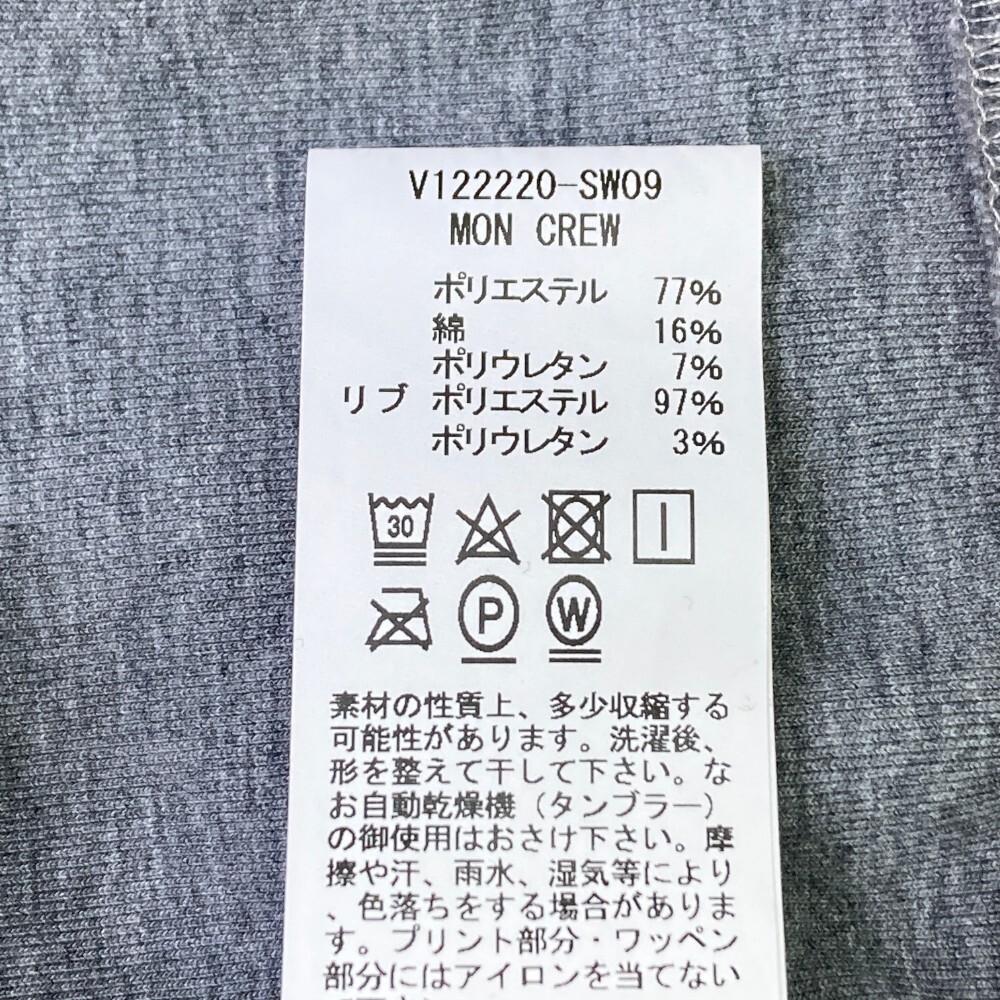 V122220-SW09
MON CREW
ポリエステル 77%
綿 16%
ポリウレタン 7%
リブ ポリエステル 97%
ポリウレタン 3%
30
P W
素材の性質上、多少収縮する
可能性があります。洗濯後、
形を整えて干して下さい。な
お自動乾燥機（タンブラー）
の御使用はおさけ下さい。摩
擦や汗、雨水、湿気等により
、色落ちをする場合がありま
す。プリント部分・ワッペン
部分にはアイロンを当てない